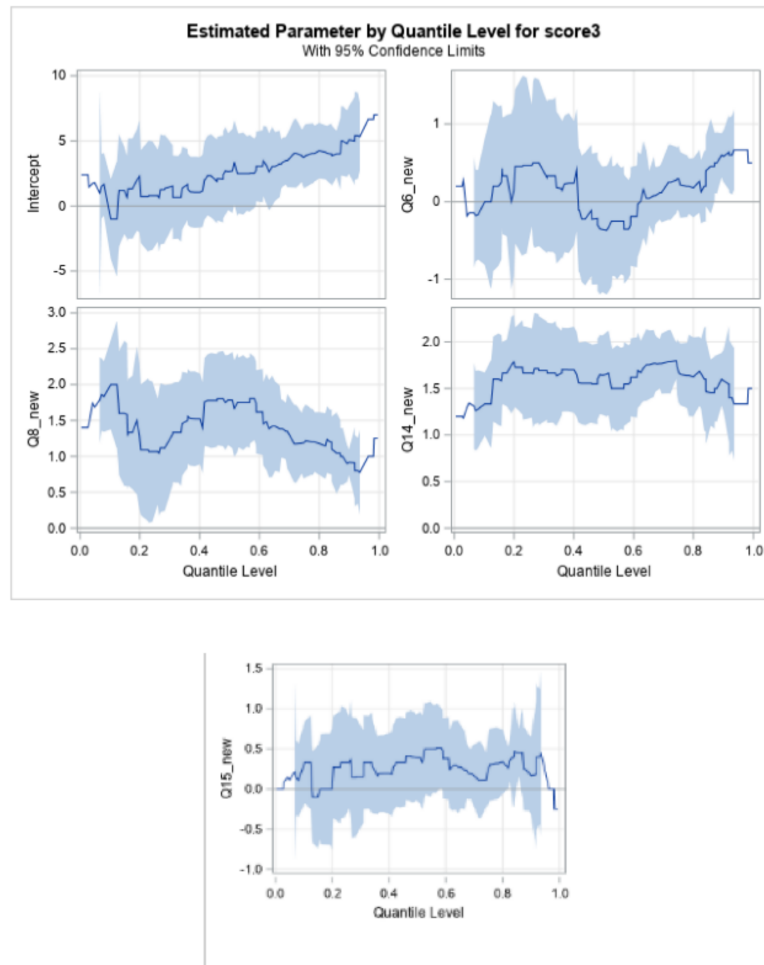 Estimated Parameter by Quantile Level for score3
With 95% Confidence Limits
Intercept
10
5
0
-5
Q6_new
1
0
-1
Q8_new
3.0
2.5
2.0
1.5
1.0
0.5
0.0
0.0 0.2 0.4 0.6 0.8 1.0
Quantile Level
Q14_new
2.0
1.5
1.0
0.5
0.0
0.0 0.2 0.4 0.6 0.8 1.0
Quantile Level
Q15_new
1.5
1.0
0.5
0.0
-0.5
-1.0
0.0 0.2 0.4 0.6 0.8 1.0
Quantile Level